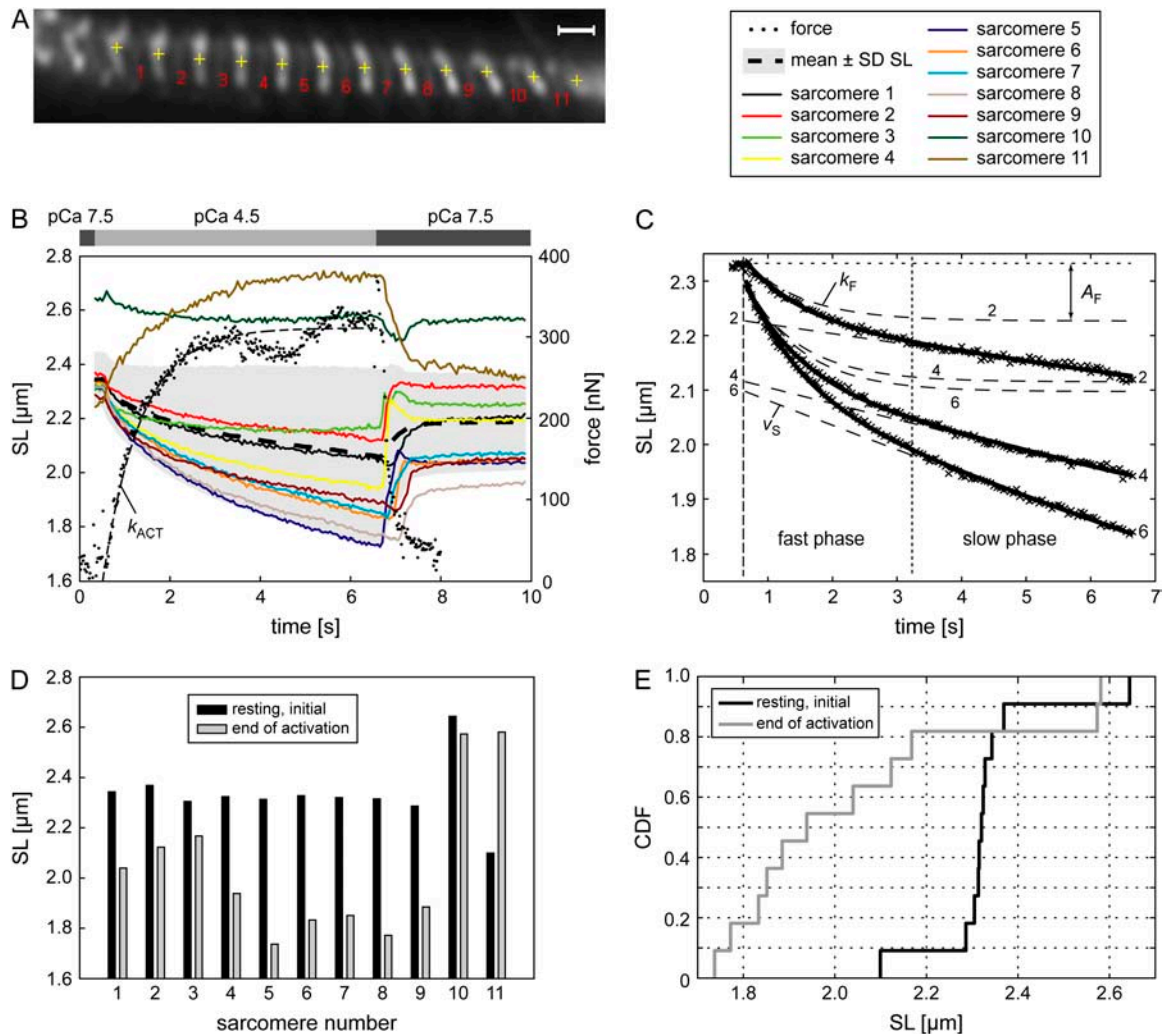 A
1 2 3 4 5 6 7 8 9 10 11
force
mean ± SD SL
sarcomere 1
sarcomere 2
sarcomere 3
sarcomere 4
sarcomere 5
sarcomere 6
sarcomere 7
sarcomere 8
sarcomere 9
sarcomere 10
sarcomere 11
B
pCa 7.5 pCa 4.5 pCa 7.5
2.8 400
2.6
300
2.4
2.2 200
2.0
100
1.8
1.6 0
SL [µm]
force [nN]
kACT
0 2 4 6 8 10
time [s]
C
2.3
2.2
2.1
2.0
1.9
1.8
SL [µm]
kF
AF
2
2
4
4
6
6
vS
2
4
6
fast phase slow phase
0 1 2 3 4 5 6 7
time [s]
D
2.8
2.6
2.4
2.2
2.0
1.8
1.6
SL [µm]
resting, initial
end of activation
1 2 3 4 5 6 7 8 9 10 11
sarcomere number
E
1.0
0.8
0.6
0.4
0.2
0
CDF
resting, initial
end of activation
1.8 2.0 2.2 2.4 2.6
SL [µm]